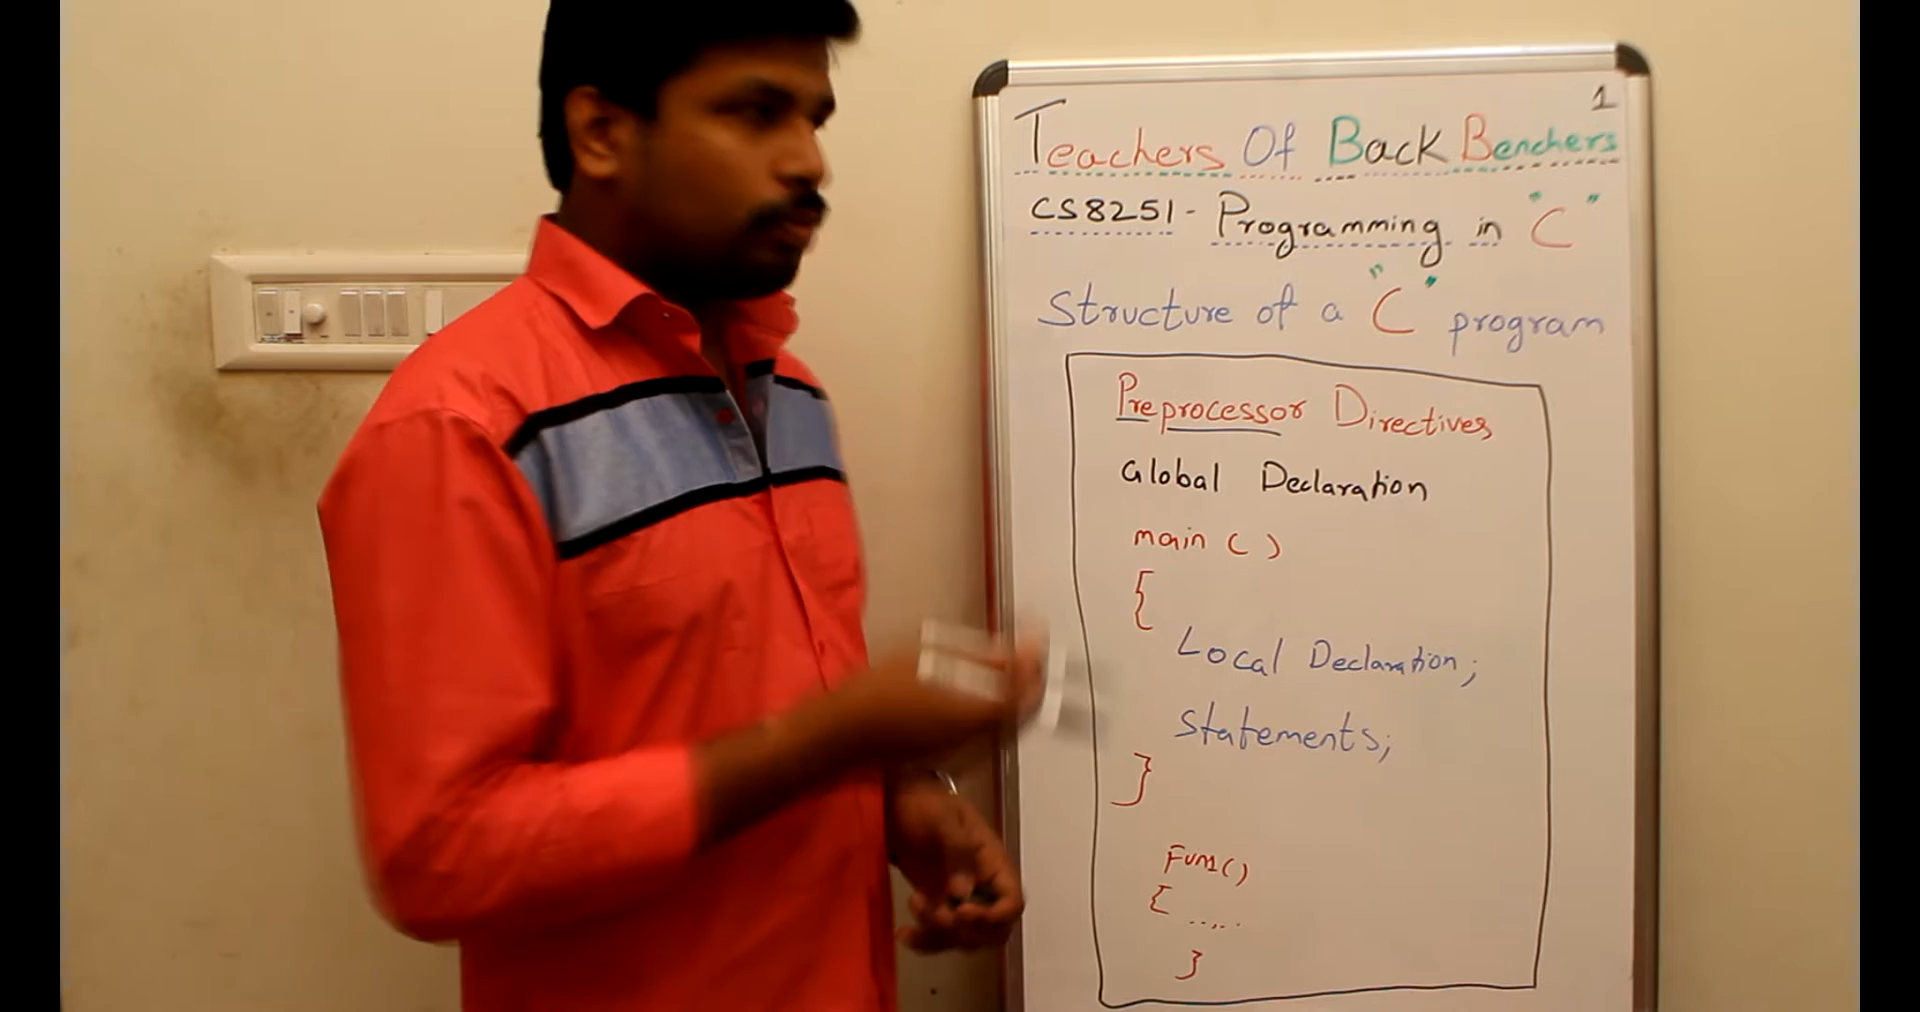 1
Teachers Of Back Benchers
CS8251 - Programming in "C"
Structure of a "C" program
Preprocessor Directives
Global Declaration
main ( )
{
Local Declaration;
Statements;
}
Fun1()
{ .....
}